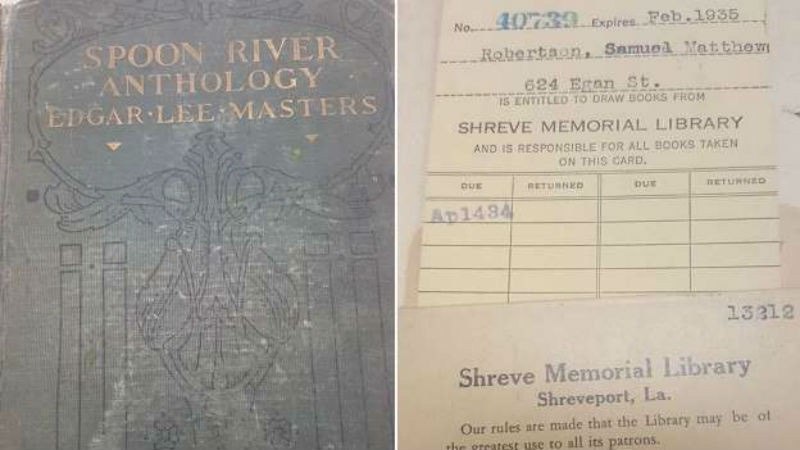 SPOON RIVER
ANTHOLOGY
EDGAR·LEE·MASTERS
No. 40739 Expires Feb. 1935
Robertson, Samuel Matthew
624 Egan St.
IS ENTITLED TO DRAW BOOKS FROM
SHREVE MEMORIAL LIBRARY
AND IS RESPONSIBLE FOR ALL BOOKS TAKEN
ON THIS CARD.
DUE RETURNED DUE RETURNED
Ap1434
13212
Shreve Memorial Library
Shreveport, La.
Our rules are made that the Library may be of
the greatest use to all its patrons.